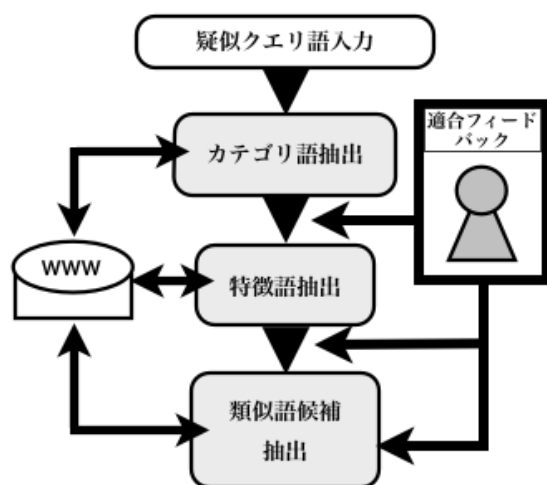 疑似クエリ語入力
カテゴリ語抽出
適合フィード
バック
WWW
特徴語抽出
類似語候補
抽出